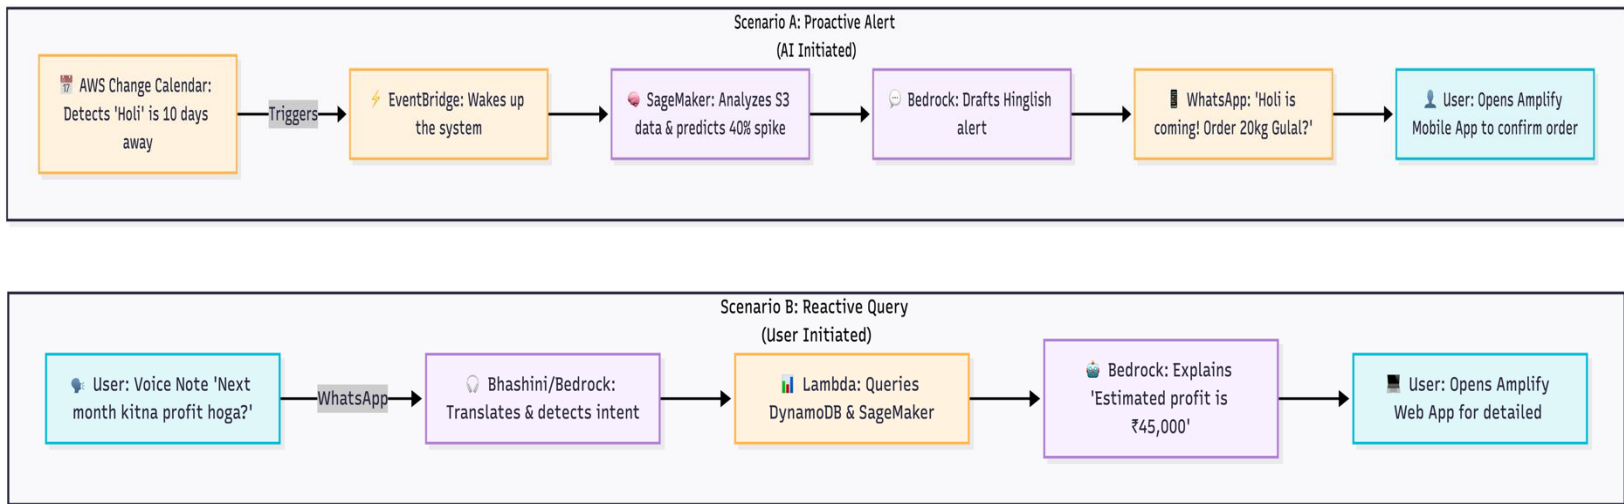 Scenario A: Proactive Alert
(AI Initiated)
📅 AWS Change Calendar:
Detects 'Holi' is 10 days
away
Triggers
⚡ EventBridge: Wakes up
the system
🧠 SageMaker: Analyzes S3
data & predicts 40% spike
💬 Bedrock: Drafts Hinglish
alert
📱 WhatsApp: 'Holi is
coming! Order 20kg Gulal?'
👤 User: Opens Amplify
Mobile App to confirm order
Scenario B: Reactive Query
(User Initiated)
🗣️ User: Voice Note 'Next
month kitna profit hoga?'
WhatsApp
🎧 Bhashini/Bedrock:
Translates & detects intent
📊 Lambda: Queries
DynamoDB & SageMaker
🤖 Bedrock: Explains
'Estimated profit is
₹45,000'
💻 User: Opens Amplify
Web App for detailed